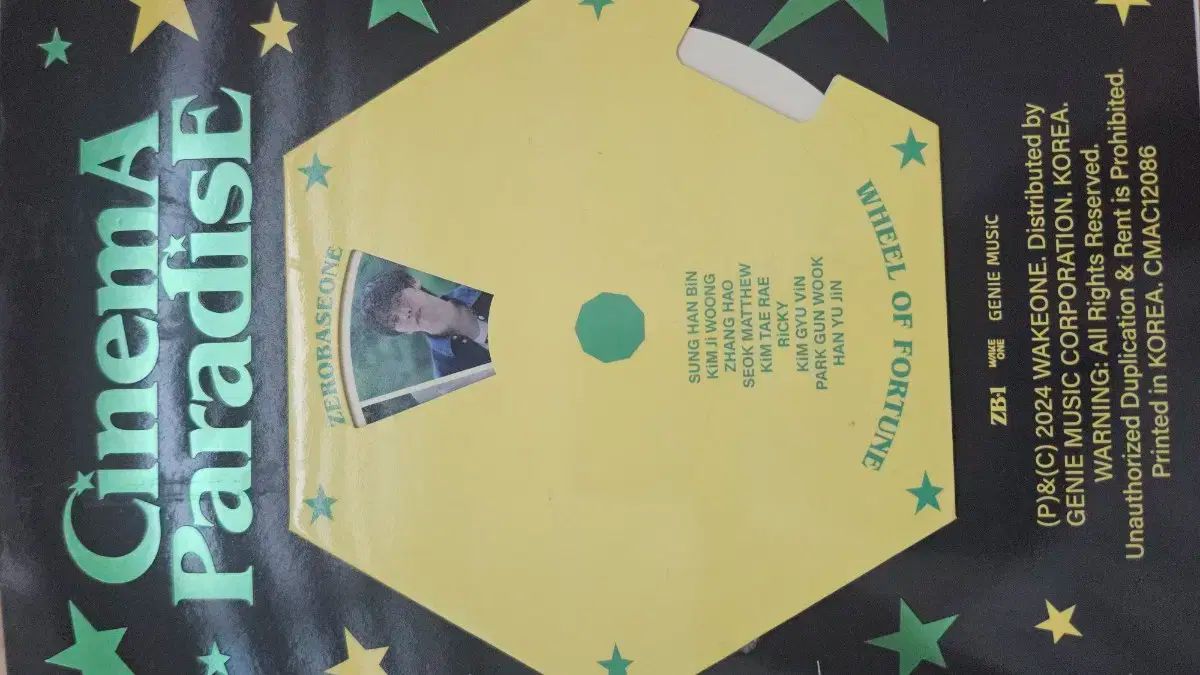 CinemA
ParadisE
ZEROBASEONE
SUNG HAN BiN
KiM Ji WOONG
ZHANG HAO
SEOK MATTHEW
KiM TAE RAE
RiCKY
KiM GYU ViN
PARK GUN WOOK
HAN YU JiN
WHEEL OF FORTUNE
ZB1 WAKE ONE GENIE MUSiC
(P)&(C) 2024 WAKEONE. Distributed by
GENIE MUSIC CORPORATION. KOREA.
WARNING: All Rights Reserved.
Unauthorized Duplication & Rent is Prohibited.
Printed in KOREA. CMAC12086